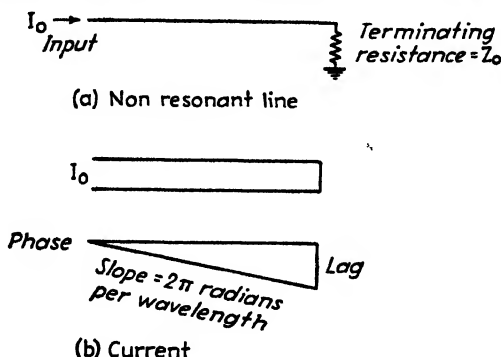 I₀ → Input
Terminating
resistance = Z₀
(a) Non resonant line
I₀
Phase
Lag
Slope = 2π radians
per wavelength
(b) Current